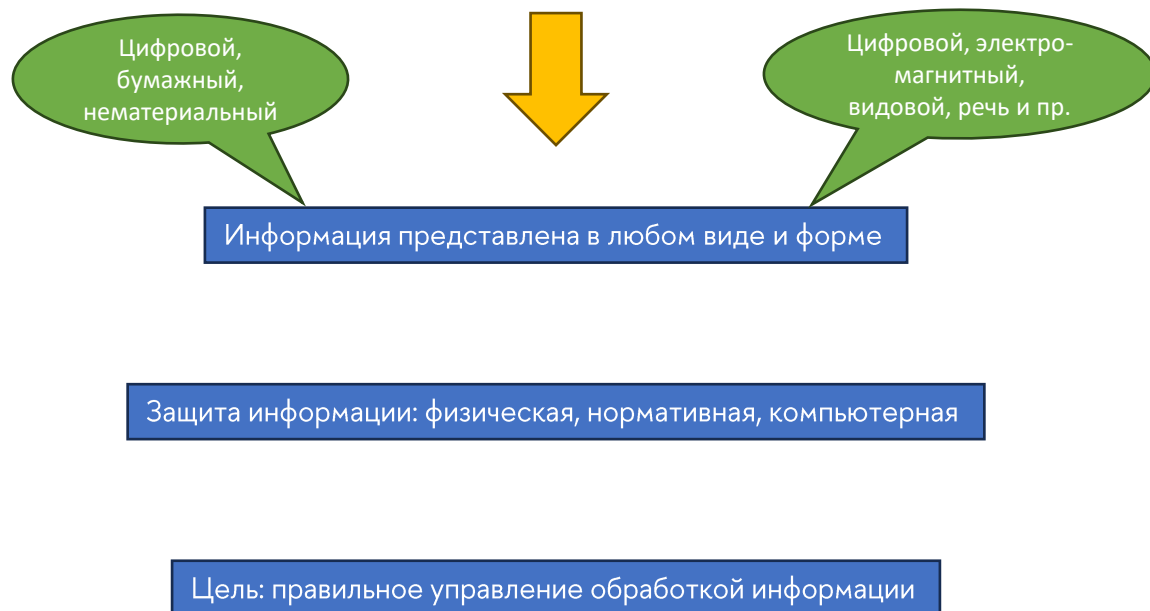 Цифровой,
бумажный,
нематериальный
Цифровой, электро-
магнитный,
видовой, речь и пр.
Информация представлена в любом виде и форме
Защита информации: физическая, нормативная, компьютерная
Цель: правильное управление обработкой информации